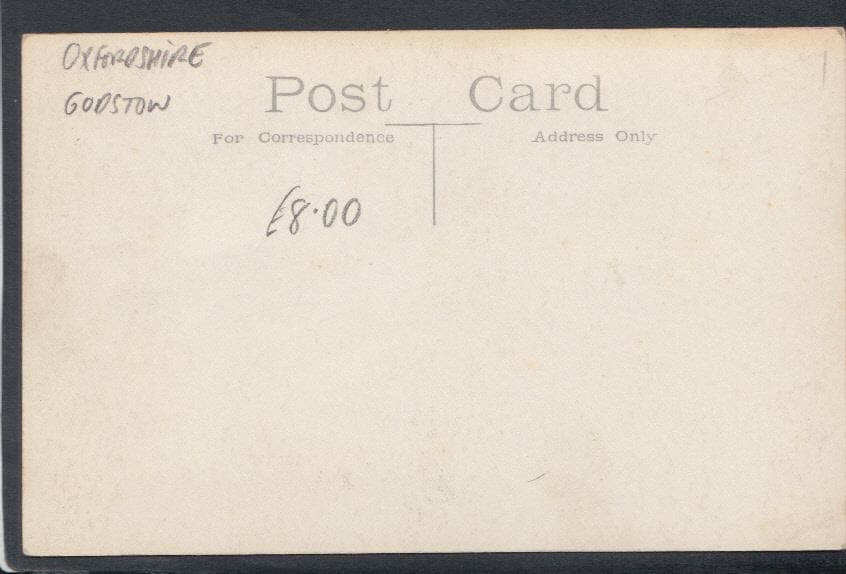 OXFORDSHIRE
GODSTOW
Post Card
For Correspondence Address Only
£8.00